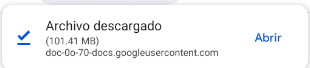 Archivo descargado
(101.41 MB)
doc-0o-70-docs.googleusercontent.com
Abrir